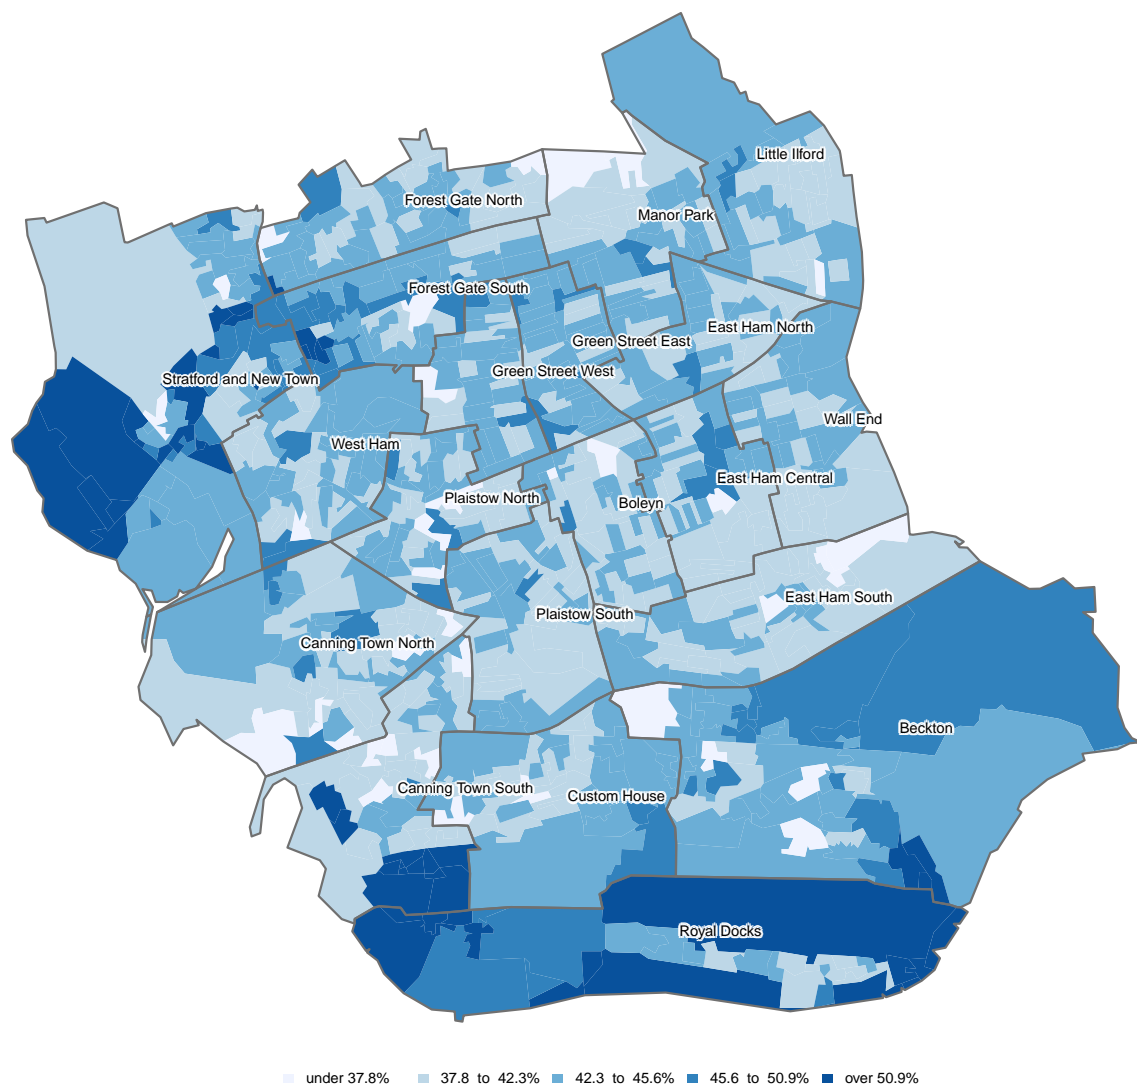 Little Ilford
Forest Gate North
Manor Park
Forest Gate South
East Ham North
Green Street East
Green Street West
Stratford and New Town
Wall End
West Ham
East Ham Central
Plaistow North
Boleyn
East Ham South
Plaistow South
Canning Town North
Beckton
Canning Town South
Custom House
Royal Docks
under 37.8% 37.8 to 42.3% 42.3 to 45.6% 45.6 to 50.9% over 50.9%